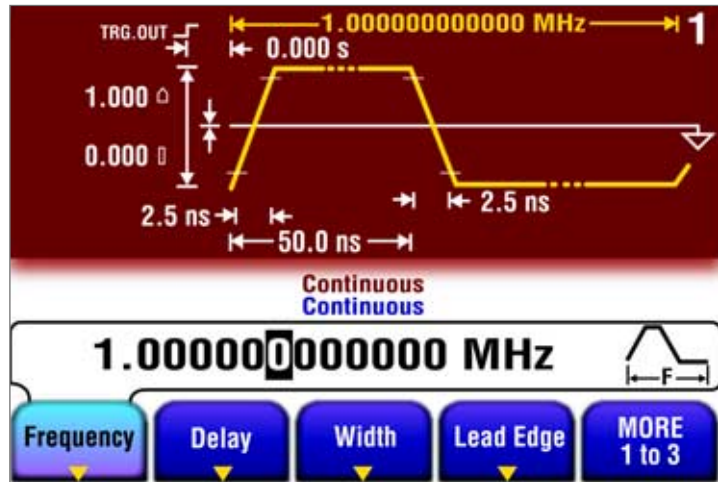 1.000000000000 MHz
1
TRG.OUT
0.000 s
1.000
0.000
2.5 ns
2.5 ns
50.0 ns
Continuous
Continuous
1.000000000000 MHz
F
Frequency
Delay
Width
Lead Edge
MORE
1 to 3